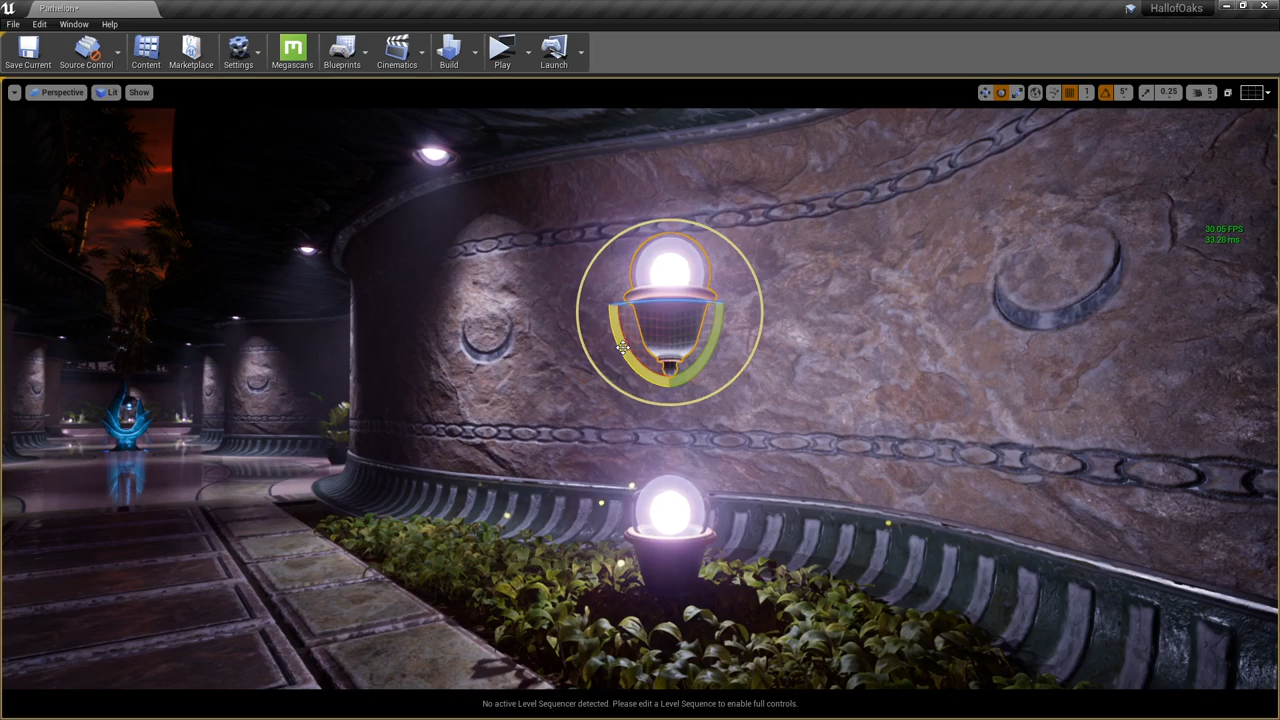 Parhelion*
HallofOaks
File Edit Window Help
Save Current Source Control Content Marketplace Settings Megascans Blueprints Cinematics Build Play Launch
Perspective Lit Show
1 5° 0.25 5
30.05 FPS
33.28 ms
No active Level Sequencer detected. Please edit a Level Sequence to enable full controls.